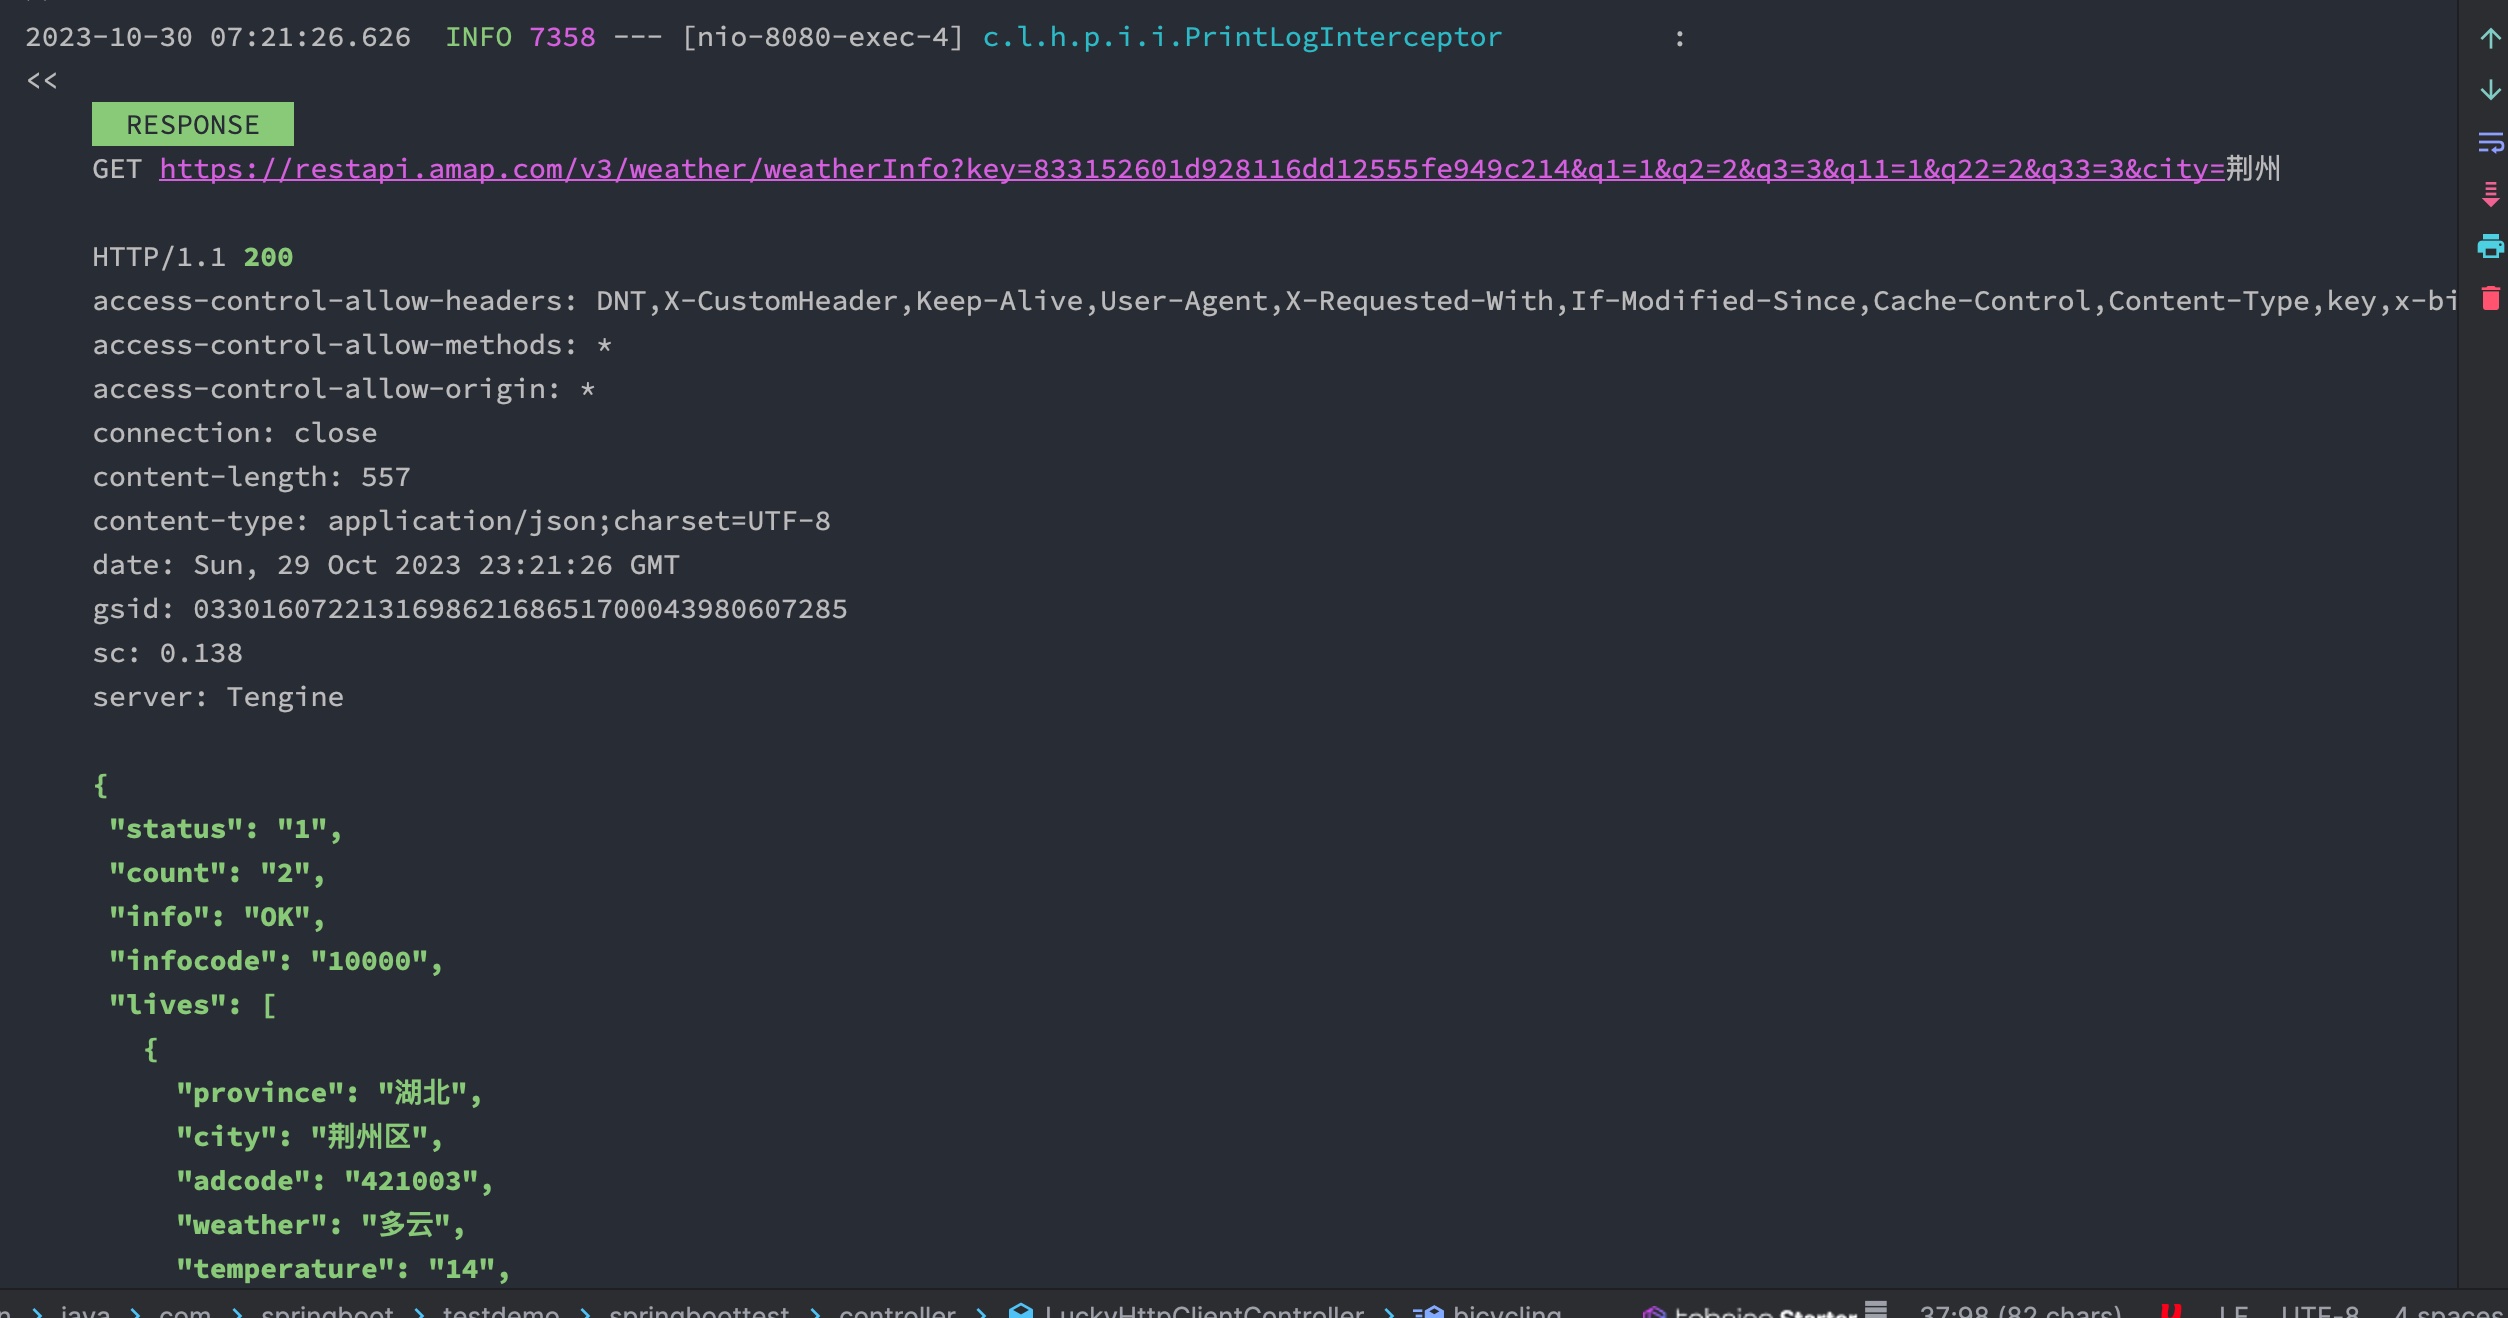 2023-10-30 07:21:26.626  INFO 7358 --- [nio-8080-exec-4] c.l.h.p.i.i.PrintLogInterceptor          :
<<
RESPONSE
GET https://restapi.amap.com/v3/weather/weatherInfo?key=833152601d928116dd12555fe949c214&q1=1&q2=2&q3=3&q11=1&q22=2&q33=3&city=荆州
HTTP/1.1 200
access-control-allow-headers: DNT,X-CustomHeader,Keep-Alive,User-Agent,X-Requested-With,If-Modified-Since,Cache-Control,Content-Type,key,x-bi
access-control-allow-methods: *
access-control-allow-origin: *
connection: close
content-length: 557
content-type: application/json;charset=UTF-8
date: Sun, 29 Oct 2023 23:21:26 GMT
gsid: 033016072213169862168651700043980607285
sc: 0.138
server: Tengine
{
"status": "1",
"count": "2",
"info": "OK",
"infocode": "10000",
"lives": [
{
"province": "湖北",
"city": "荆州区",
"adcode": "421003",
"weather": "多云",
"temperature": "14",
java > com > springboot > testdemo > springboottest > controller > LuckyHttpClientController > bicycling Starter 37:98 (82 chars) LF UTF-8 4 spaces